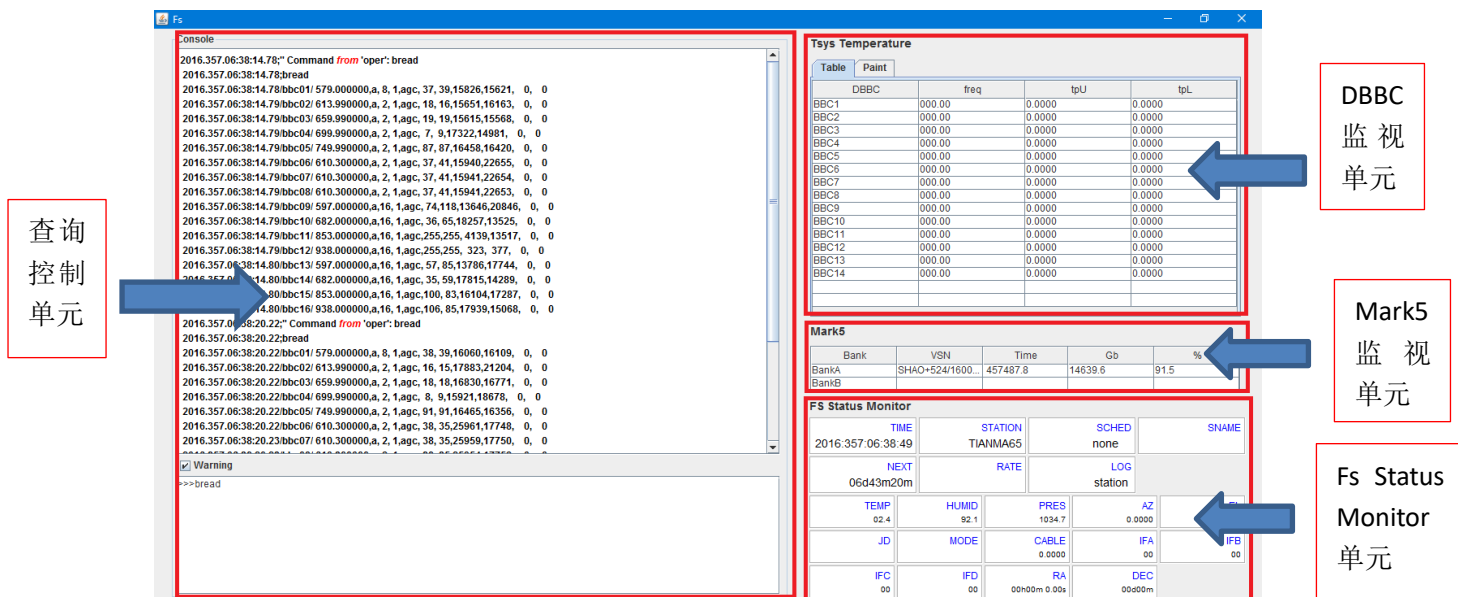 Fs
Console
2016.357.06:38:14.78;" Command from 'oper': bread
2016.357.06:38:14.78;bread
2016.357.06:38:14.78/bbc01/ 579.000000,a, 8, 1,agc, 37, 39,15826,15621, 0, 0
2016.357.06:38:14.79/bbc02/ 613.990000,a, 2, 1,agc, 18, 16,15651,16163, 0, 0
2016.357.06:38:14.79/bbc03/ 659.990000,a, 2, 1,agc, 19, 19,15615,15568, 0, 0
2016.357.06:38:14.79/bbc04/ 699.990000,a, 2, 1,agc, 7, 9,17322,14981, 0, 0
2016.357.06:38:14.79/bbc05/ 749.990000,a, 2, 1,agc, 87, 87,16458,16420, 0, 0
2016.357.06:38:14.79/bbc06/ 610.300000,a, 2, 1,agc, 37, 41,15940,22655, 0, 0
2016.357.06:38:14.79/bbc07/ 610.300000,a, 2, 1,agc, 37, 41,15941,22654, 0, 0
2016.357.06:38:14.79/bbc08/ 610.300000,a, 2, 1,agc, 37, 41,15941,22653, 0, 0
2016.357.06:38:14.79/bbc09/ 597.000000,a,16, 1,agc, 74,118,13646,20846, 0, 0
2016.357.06:38:14.79/bbc10/ 682.000000,a,16, 1,agc, 36, 65,18257,13525, 0, 0
2016.357.06:38:14.79/bbc11/ 853.000000,a,16, 1,agc,255,255, 4139,13517, 0, 0
2016.357.06:38:14.79/bbc12/ 938.000000,a,16, 1,agc,255,255, 323, 377, 0, 0
2016.357.06:38:14.80/bbc13/ 597.000000,a,16, 1,agc, 57, 85,13786,17744, 0, 0
2016.357.06:38:14.80/bbc14/ 682.000000,a,16, 1,agc, 35, 59,17815,14289, 0, 0
.80/bbc15/ 853.000000,a,16, 1,agc,100, 83,16104,17287, 0, 0
14.80/bbc16/ 938.000000,a,16, 1,agc,106, 85,17939,15068, 0, 0
2016.357.06:38:20.22;" Command from 'oper': bread
2016.357.06:38:20.22;bread
2016.357.06:38:20.22/bbc01/ 579.000000,a, 8, 1,agc, 38, 39,16060,16109, 0, 0
2016.357.06:38:20.22/bbc02/ 613.990000,a, 2, 1,agc, 16, 15,17883,21204, 0, 0
2016.357.06:38:20.22/bbc03/ 659.990000,a, 2, 1,agc, 18, 18,16830,16771, 0, 0
2016.357.06:38:20.22/bbc04/ 699.990000,a, 2, 1,agc, 8, 9,15921,18678, 0, 0
2016.357.06:38:20.22/bbc05/ 749.990000,a, 2, 1,agc, 91, 91,16465,16356, 0, 0
2016.357.06:38:20.22/bbc06/ 610.300000,a, 2, 1,agc, 38, 35,25961,17748, 0, 0
2016.357.06:38:20.23/bbc07/ 610.300000,a, 2, 1,agc, 38, 35,25959,17750, 0, 0
Warning
>>>bread
Tsys Temperature
Table Paint
DBBC freq tpU tpL
BBC1 000.00 0.0000 0.0000
BBC2 000.00 0.0000 0.0000
BBC3 000.00 0.0000 0.0000
BBC4 000.00 0.0000 0.0000
BBC5 000.00 0.0000 0.0000
BBC6 000.00 0.0000 0.0000
BBC7 000.00 0.0000 0.0000
BBC8 000.00 0.0000 0.0000
BBC9 000.00 0.0000 0.0000
BBC10 000.00 0.0000 0.0000
BBC11 000.00 0.0000 0.0000
BBC12 000.00 0.0000 0.0000
BBC13 000.00 0.0000 0.0000
BBC14 000.00 0.0000 0.0000
Mark5
Bank VSN Time Gb %
BankA SHAO+524/1600... 457487.8 14639.6 91.5
BankB
FS Status Monitor
TIME STATION SCHED SNAME
2016:357:06:38:49 TIANMA65 none
NEXT RATE LOG
06d43m20m station
TEMP HUMID PRES AZ
02.4 92.1 1034.7 0.0000
JD MODE CABLE IFA IFB
0.0000 00 00
IFC IFD RA DEC
00 00 00h00m 0.00s 00d00m
查询
控制
单元
DBBC
监视
单元
Mark5
监视
单元
Fs Status
Monitor
单元